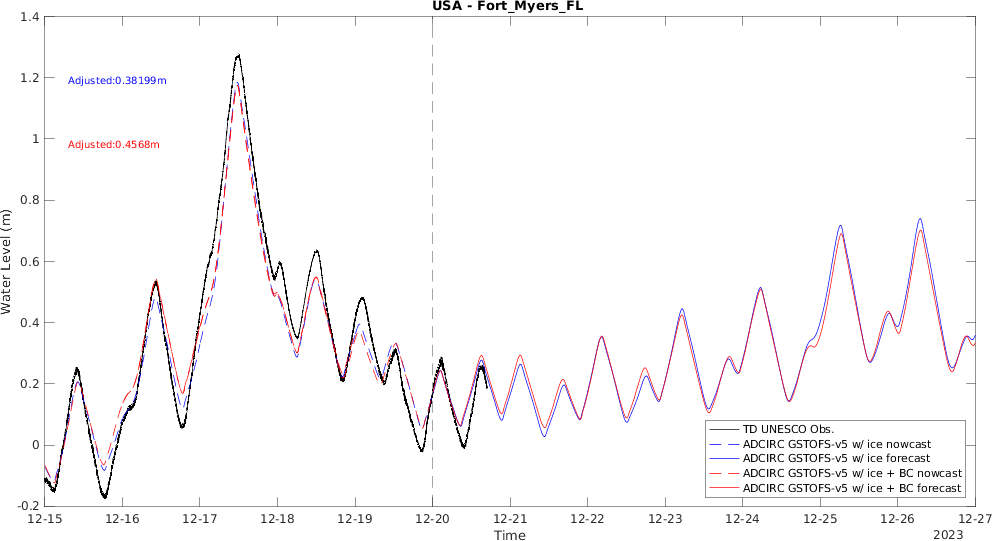 USA - Fort_Myers_FL
1.4
1.2
1
0.8
0.6
0.4
0.2
0
-0.2
Water Level (m)
Adjusted:0.38199m
Adjusted:0.4568m
TD UNESCO Obs.
ADCIRC GSTOFS-v5 w/ ice nowcast
ADCIRC GSTOFS-v5 w/ ice forecast
ADCIRC GSTOFS-v5 w/ ice + BC nowcast
ADCIRC GSTOFS-v5 w/ ice + BC forecast
12-15 12-16 12-17 12-18 12-19 12-20 12-21 12-22 12-23 12-24 12-25 12-26 12-27
Time
2023